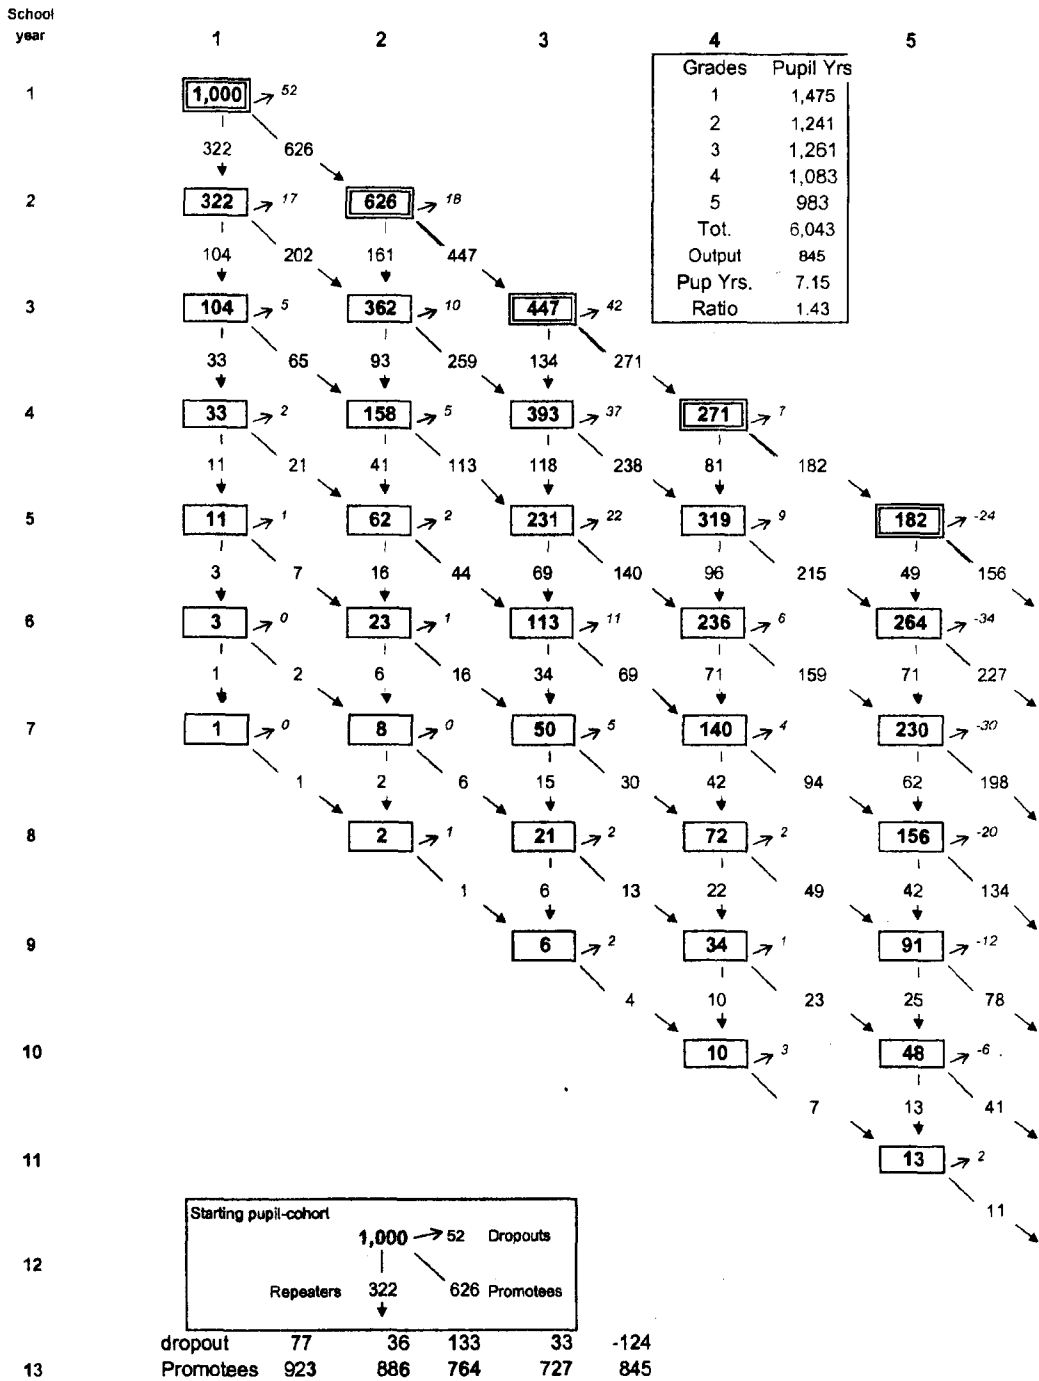 School
year 1 2 3 4 5
Grades Pupil Yrs
1 1,000 52 1 1,475
2 1,241
322 626 3 1,261
4 1,083
2 322 17 626 18 5 983
Tot. 6,043
104 202 161 447 Output 845
Pup Yrs. 7.15
3 104 5 362 10 447 42 Ratio 1.43
33 65 93 259 134 271
4 33 2 158 5 393 37 271 7
11 21 41 113 118 238 81 182
5 11 1 62 2 231 22 319 9 182 -24
3 7 16 44 69 140 96 215 49 156
6 3 0 23 1 113 11 236 6 264 -34
1 2 6 16 34 69 71 159 71 227
7 1 0 8 0 50 5 140 4 230 -30
1 2 6 15 30 42 94 62 198
8 2 1 21 2 72 2 156 -20
1 6 13 22 49 42 134
9 6 2 34 1 91 -12
4 10 23 25 78
10 10 3 48 -6
7 13 41
11 13 2
Starting pupil-cohort 11
1,000 52 Dropouts
12
Repeaters 322 626 Promotees
dropout 77 36 133 33 -124
13 Promotees 923 886 764 727 845